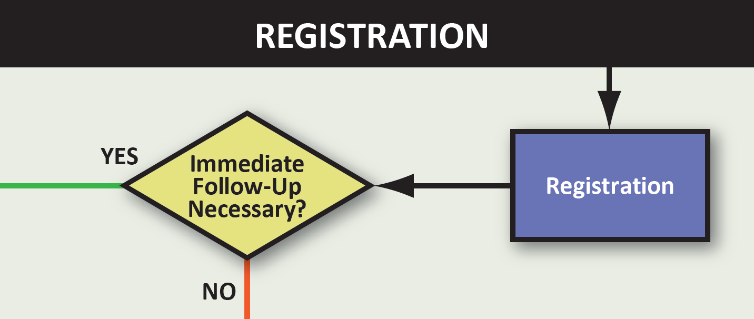 REGISTRATION
YES
Immediate
Follow-Up
Necessary?
Registration
NO